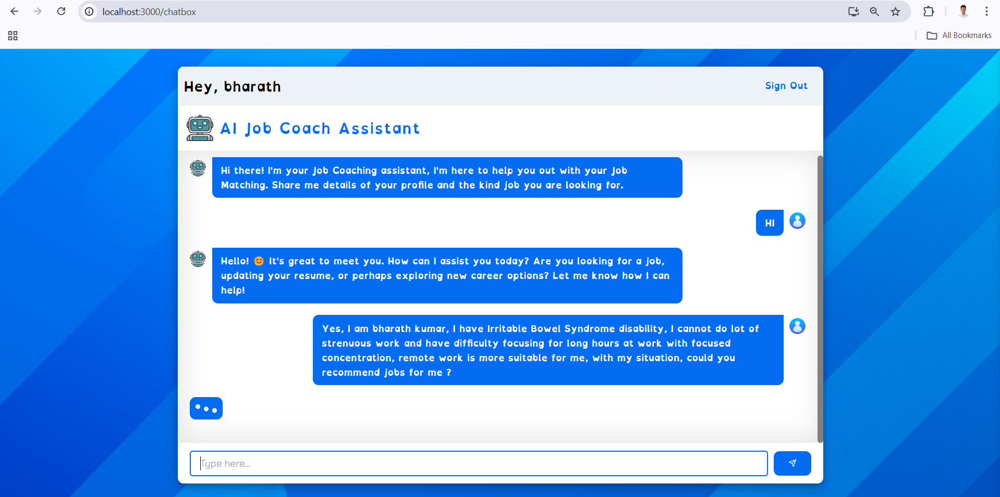 localhost:3000/chatbox
All Bookmarks
Hey, bharath
Sign Out
AI Job Coach Assistant
Hi there! I'm your Job Coaching assistant, I'm here to help you out with your Job
Matching. Share me details of your profile and the kind job you are looking for.
HI
Hello! 😊 It's great to meet you. How can I assist you today? Are you looking for a job,
updating your resume, or perhaps exploring new career options? Let me know how I can
help!
Yes, I am bharath kumar, I have Irritable Bowel Syndrome disability, I cannot do lot of
strenuous work and have difficulty focusing for long hours at work with focused
concentration, remote work is more suitable for me, with my situation, could you
recommend jobs for me ?
Type here...